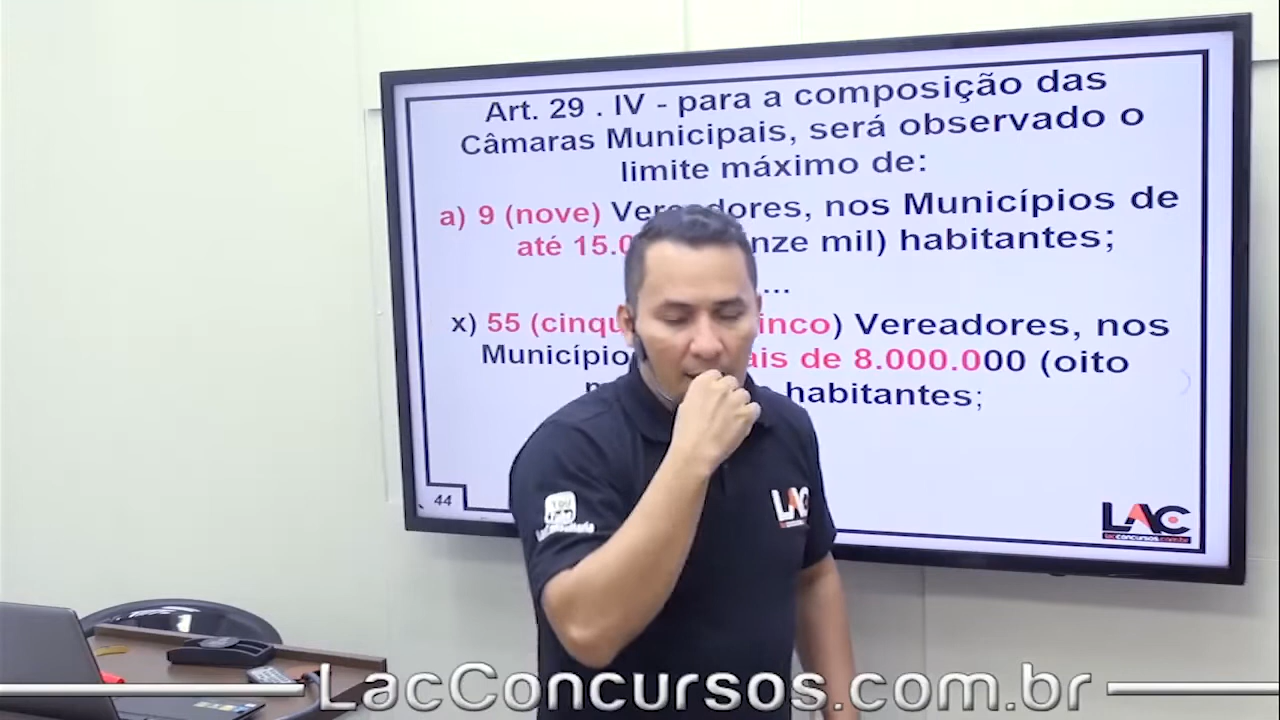 Art. 29 . IV - para a composição das
Câmaras Municipais, será observado o
limite máximo de:
a) 9 (nove) Vereadores, nos Municípios de
até 15.0 nze mil) habitantes;
...
x) 55 (cinqu inco) Vereadores, nos
Município ais de 8.000.000 (oito
habitantes;
44
LAC
lacconcursos.com.br
LAC
LacConcursos.com.br